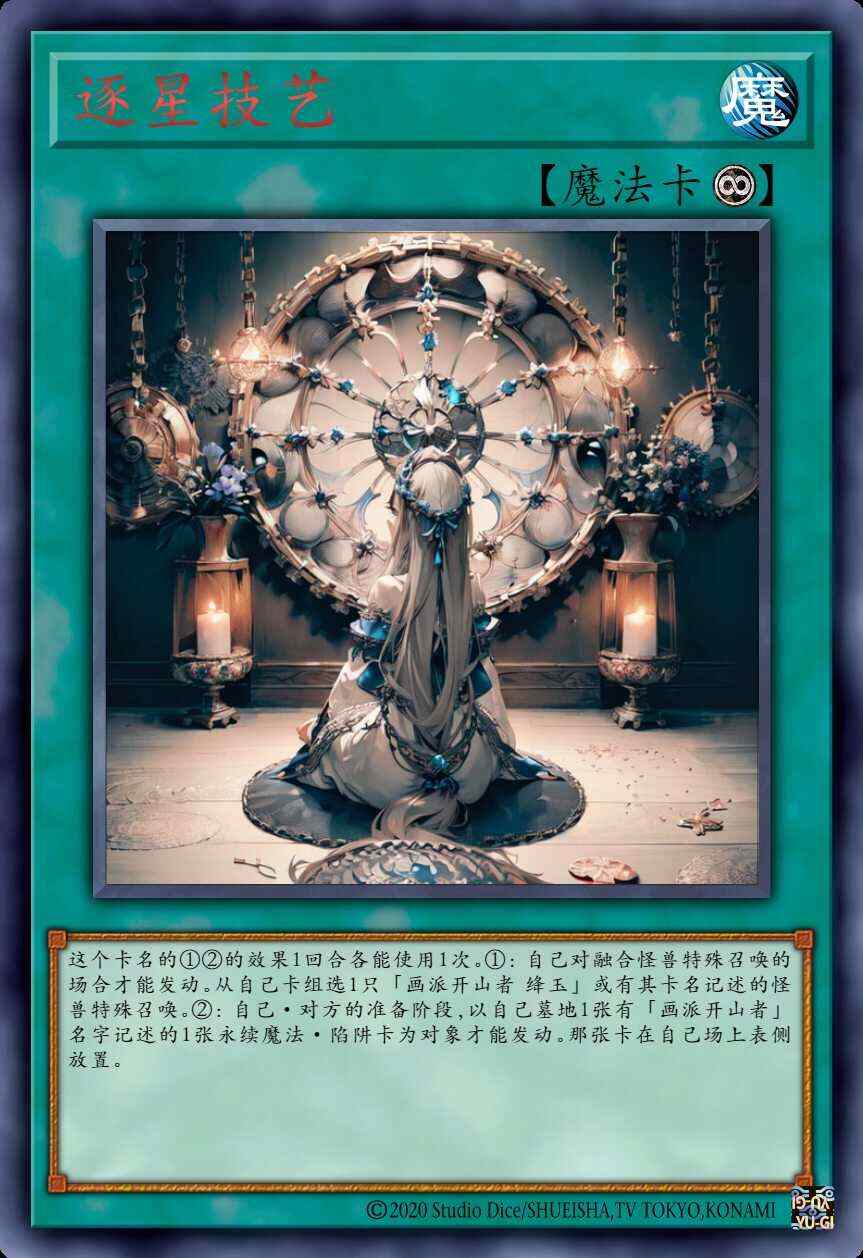 逐星技艺
魔
【魔法卡】
这个卡名的①②的效果1回合各能使用1次。①：自己对融合怪兽特殊召唤的
场合才能发动。从自己卡组选1只「画派开山者 绛玉」或有其卡名记述的怪
兽特殊召唤。②：自己・对方的准备阶段,以自己墓地1张有「画派开山者」
名字记述的1张永续魔法・陷阱卡为对象才能发动。那张卡在自己场上表侧
放置。
©2020 Studio Dice/SHUEISHA,TV TOKYO,KONAMI
YU-GI